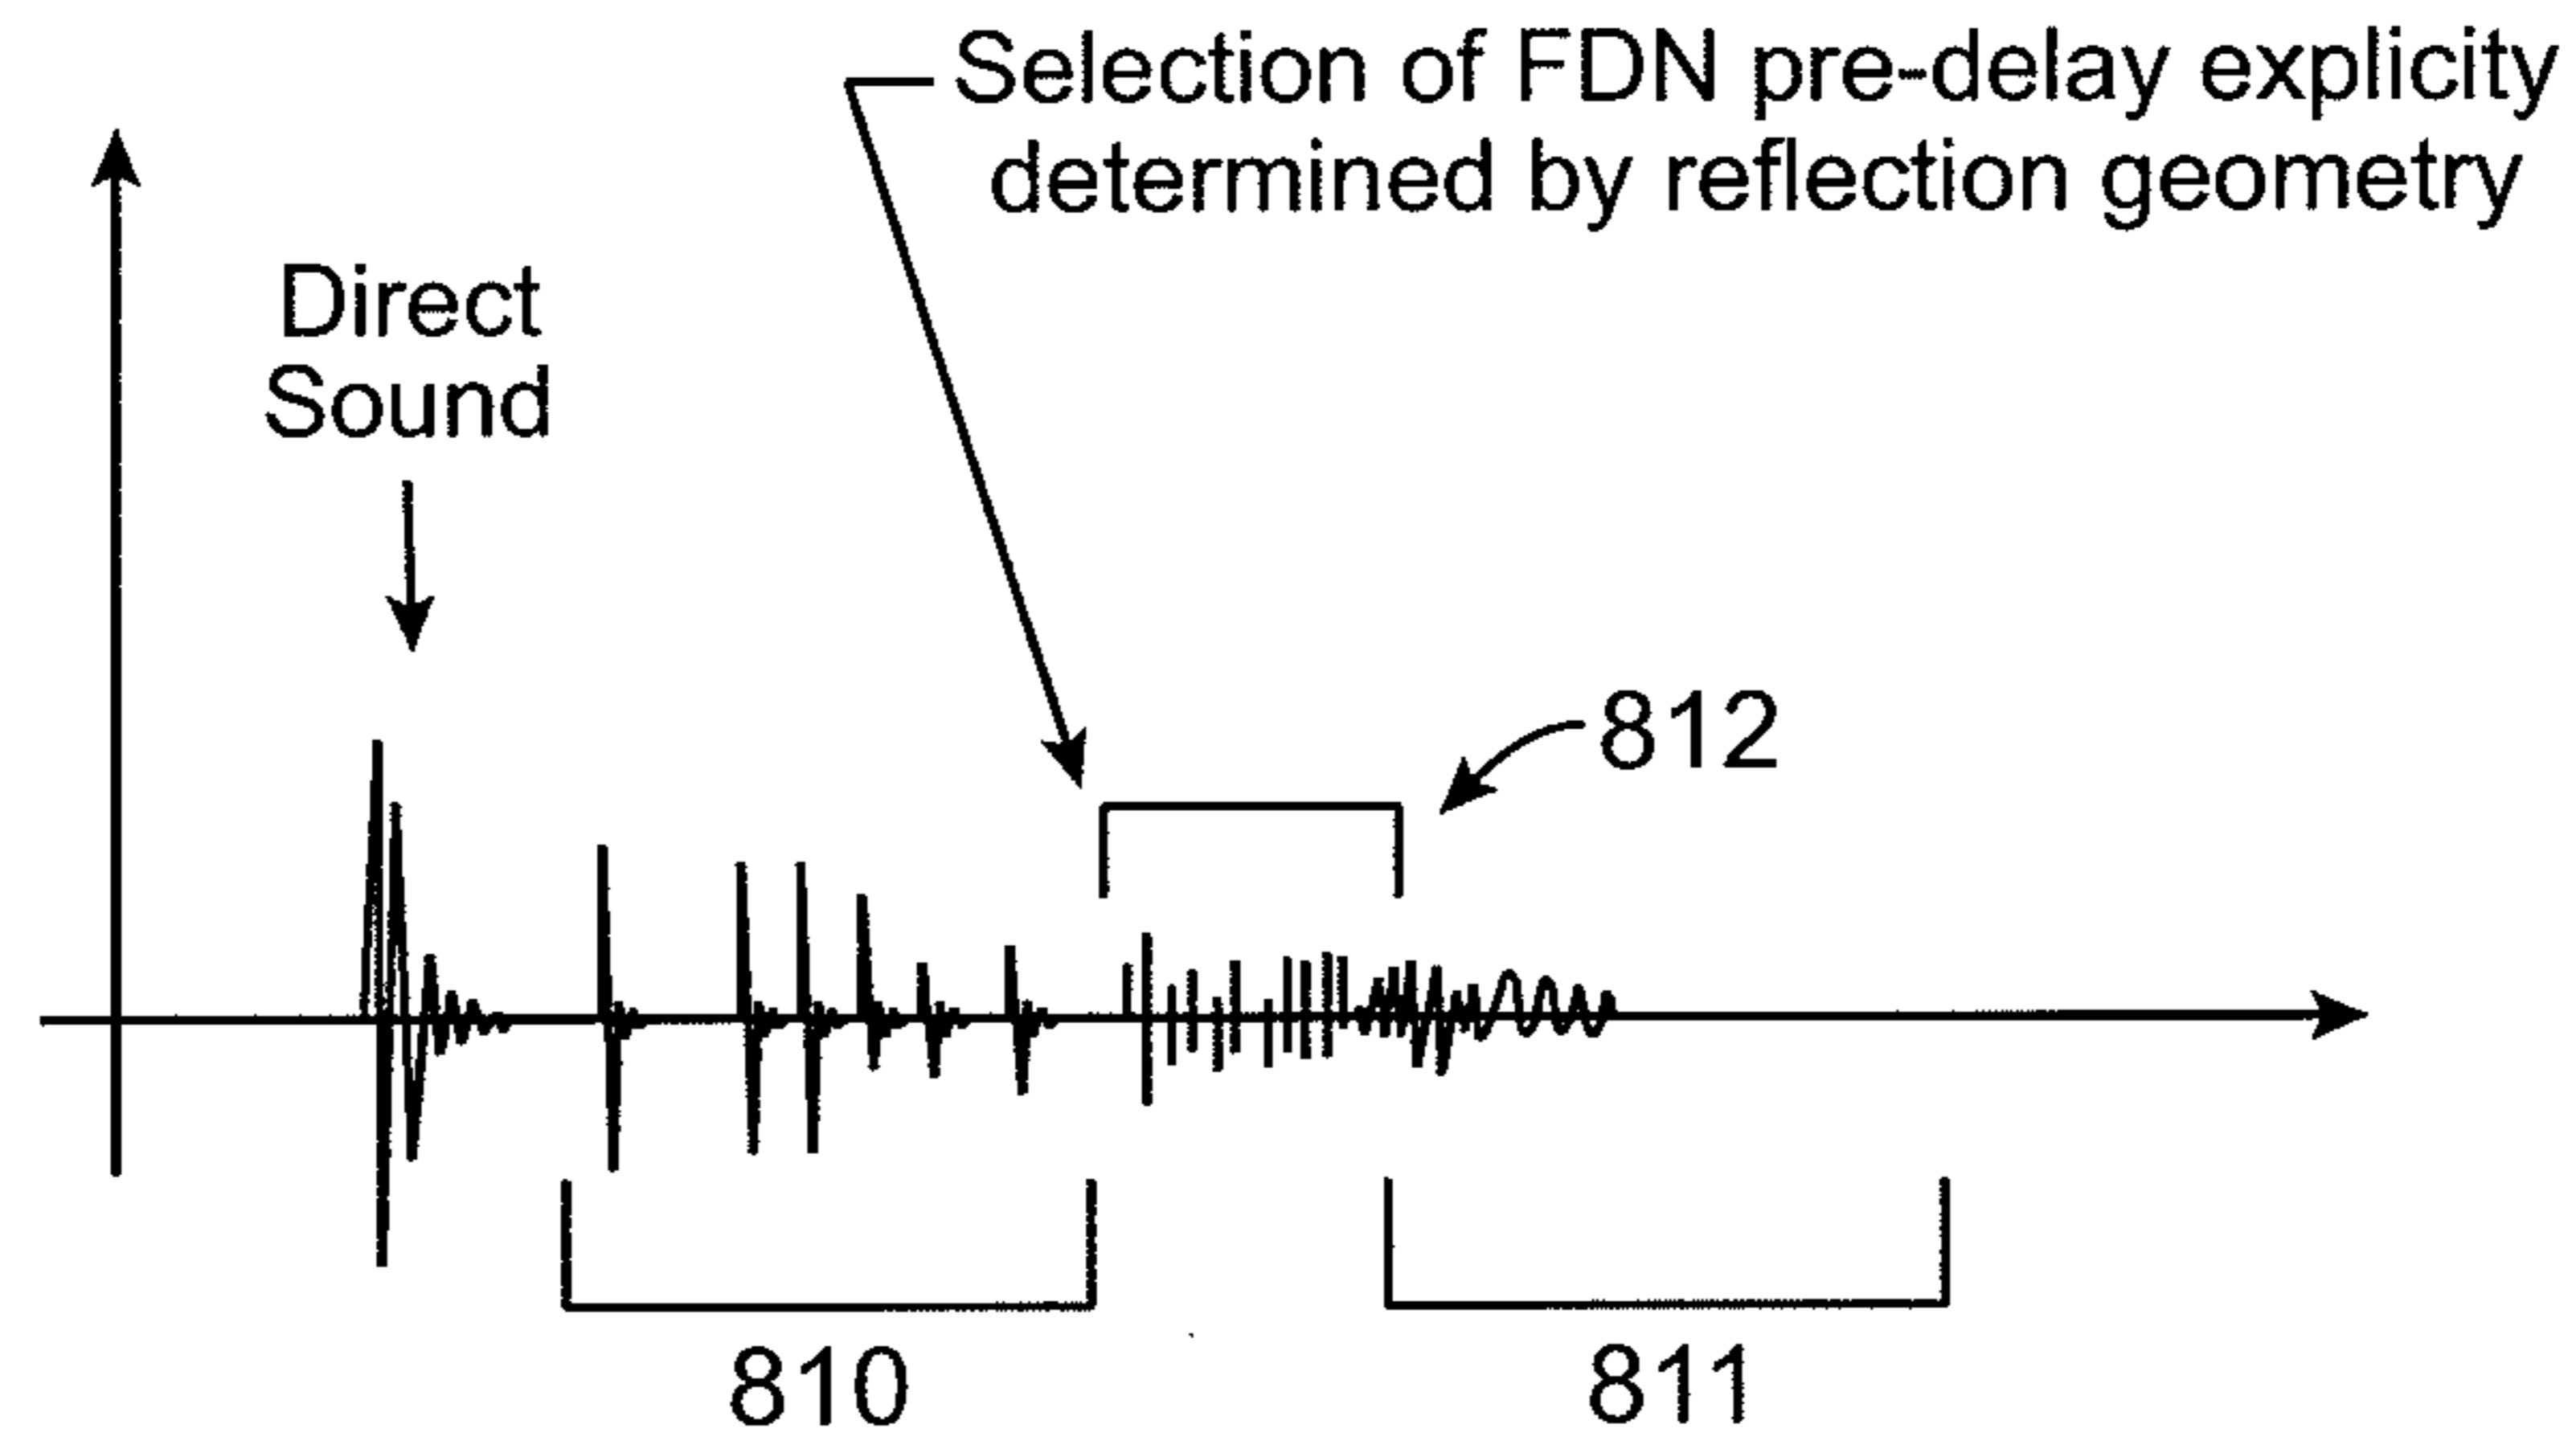 Selection of FDN pre-delay explicity
determined by reflection geometry
Direct
Sound
812
810
811